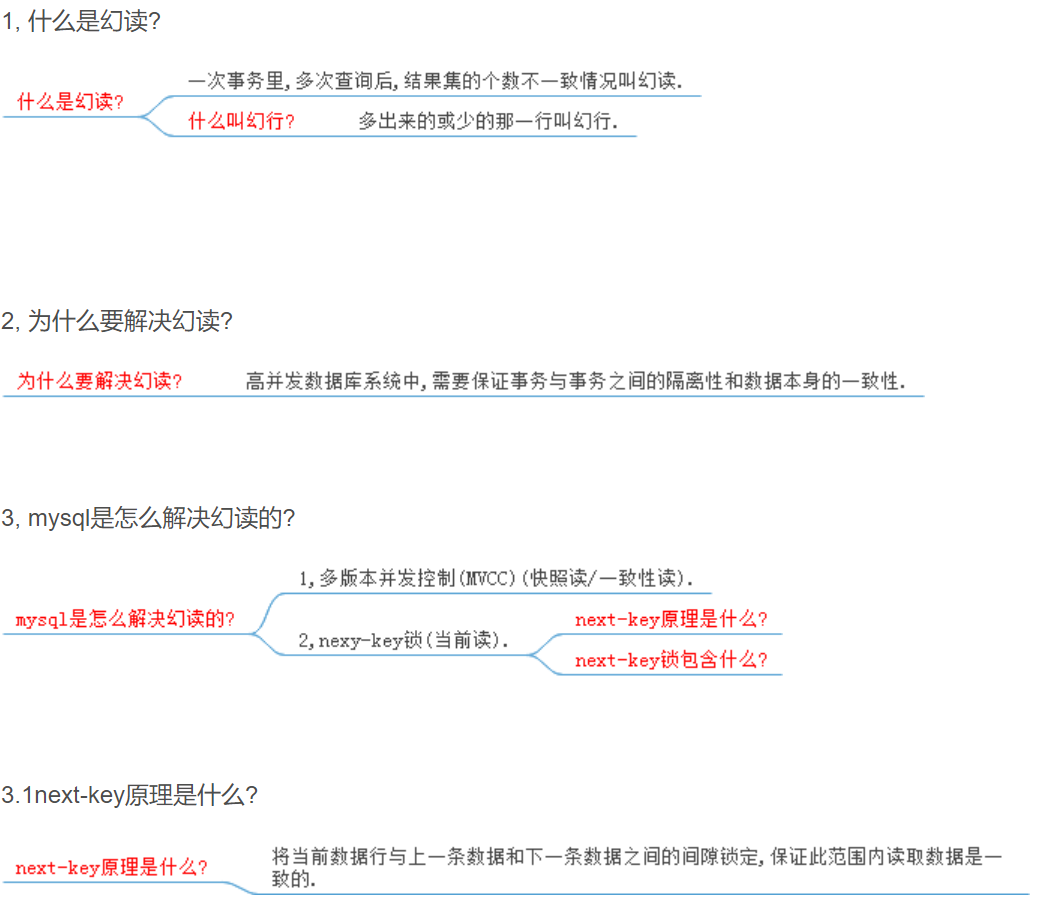 1, 什么是幻读?
一次事务里,多次查询后,结果集的个数不一致情况叫幻读.
什么是幻读?
什么叫幻行?
多出来的或少的那一行叫幻行.
2, 为什么要解决幻读?
为什么要解决幻读?
高并发数据库系统中,需要保证事务与事务之间的隔离性和数据本身的一致性.
3, mysql是怎么解决幻读的?
1,多版本并发控制(MVCC)(快照读/一致性读).
mysql是怎么解决幻读的?
2,nexy-key锁(当前读).
next-key原理是什么?
next-key锁包含什么?
3.1next-key原理是什么?
next-key原理是什么?
将当前数据行与上一条数据和下一条数据之间的间隙锁定,保证此范围内读取数据是一
致的.